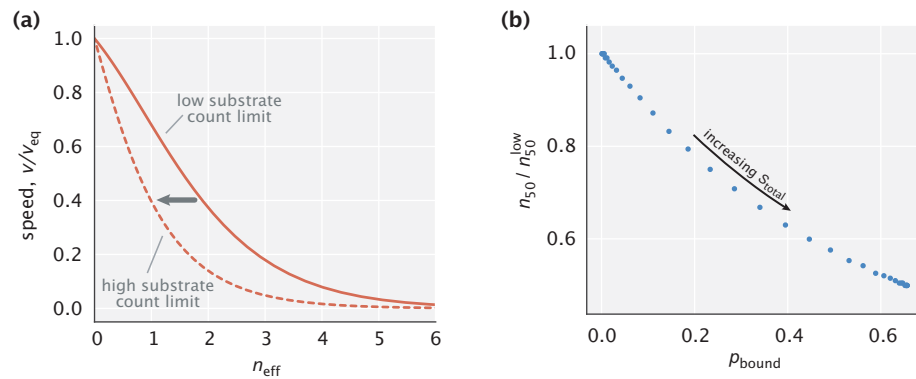 (a)
speed, v/v_eq
1.0
0.8
0.6
0.4
0.2
0.0
low substrate
count limit
high substrate
count limit
0 1 2 3 4 5 6
n_eff
(b)
n_50 / n_50^low
1.0
0.8
0.6
increasing S_total
0.0 0.2 0.4 0.6
p_bound